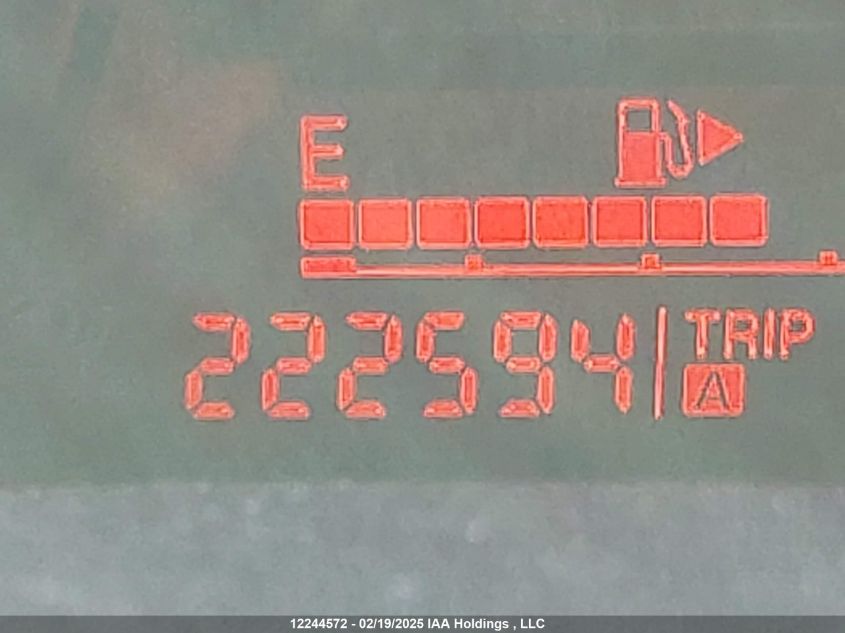 E
222594 TRIP
A
12244572 - 02/19/2025 IAA Holdings , LLC